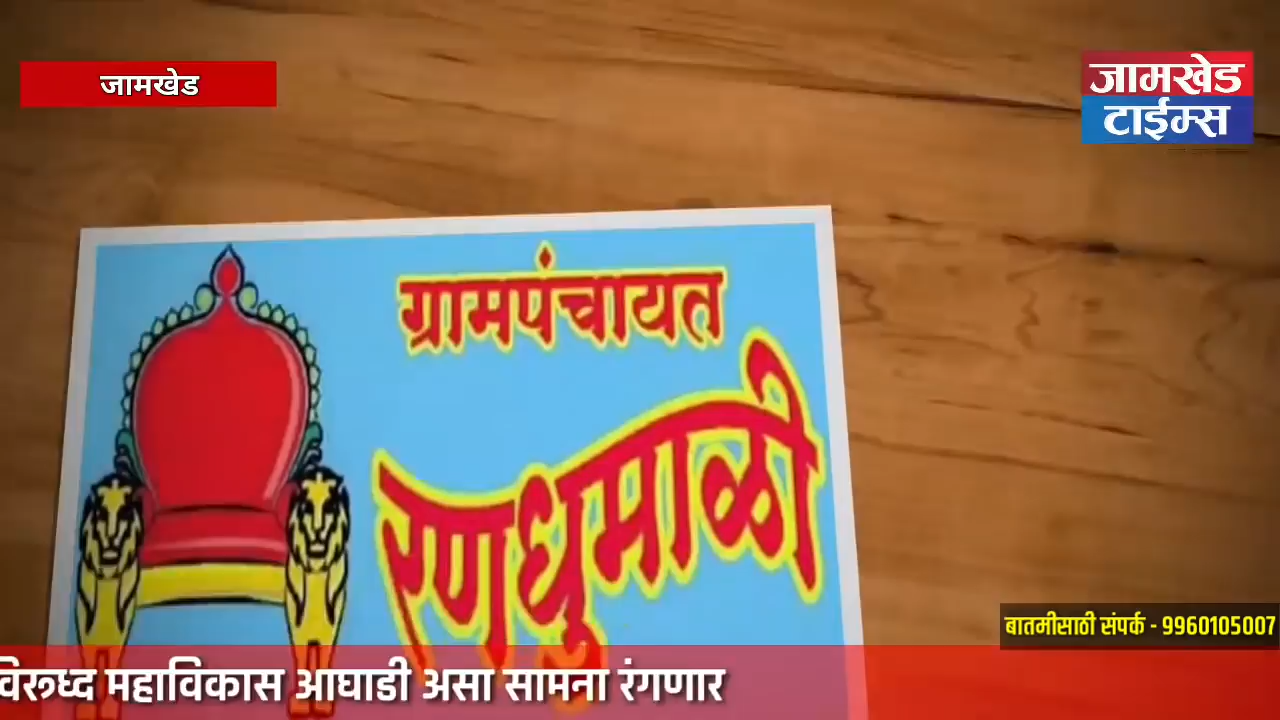 जामखेड
जामखेड
टाईम्स
ग्रामपंचायत
रणधुमाळी
बातमीसाठी संपर्क - 9960105007
विरूध्द महाविकास आघाडी असा सामना रंगणार